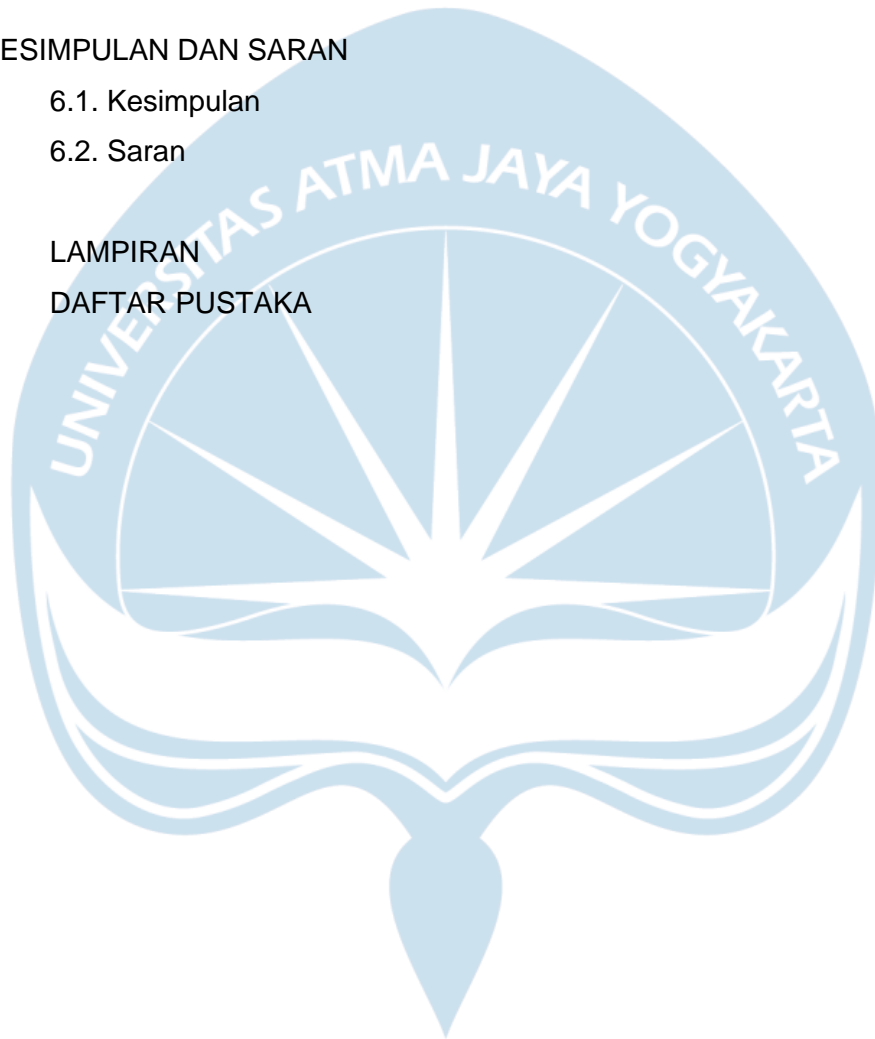 ESIMPULAN DAN SARAN
6.1. Kesimpulan
6.2. Saran
UNIVERSITAS ATMA JAYA YOGYAKARTA
LAMPIRAN
DAFTAR PUSTAKA